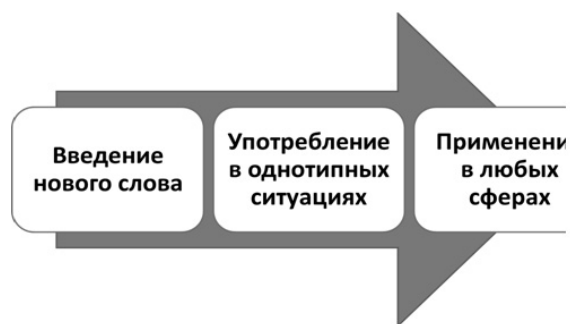 Введение
нового слова
Употребление
в однотипных
ситуациях
Применени
в любых
сферах